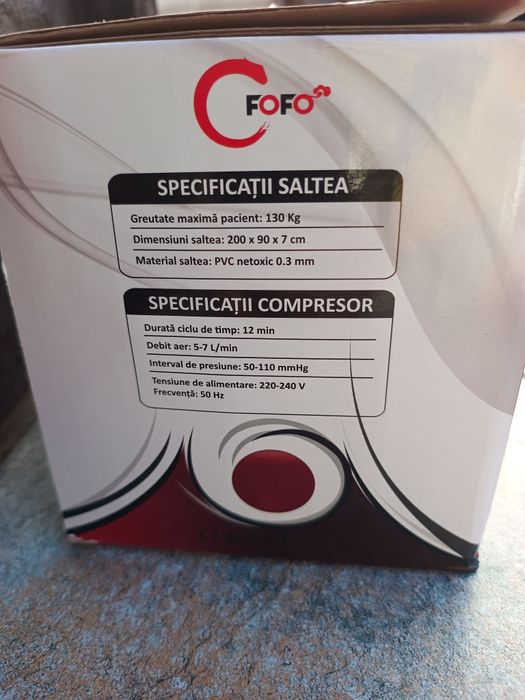 FOFO
SPECIFICAȚII SALTEA
Greutate maximă pacient: 130 Kg
Dimensiuni saltea: 200 x 90 x 7 cm
Material saltea: PVC netoxic 0.3 mm
SPECIFICAȚII COMPRESOR
Durată ciclu de timp: 12 min
Debit aer: 5-7 L/min
Interval de presiune: 50-110 mmHg
Tensiune de alimentare: 220-240 V
Frecvență: 50 Hz